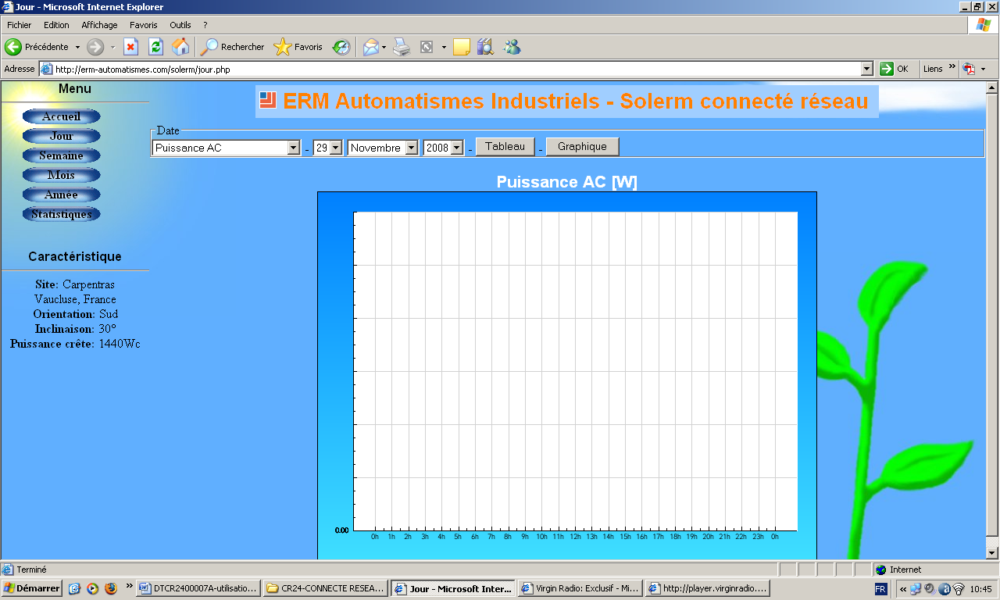 Jour - Microsoft Internet Explorer
Fichier Edition Affichage Favoris Outils ?
Précédente Rechercher Favoris
Adresse http://erm-automatismes.com/solerm/jour.php OK Liens »
Menu
Accueil
Jour
Semaine
Mois
Année
Statistiques
Caractéristique
Site: Carpentras
Vaucluse, France
Orientation: Sud
Inclinaison: 30°
Puissance crête: 1440Wc
ERM Automatismes Industriels - Solerm connecté réseau
Date
Puissance AC - 29 Novembre 2008 - Tableau - Graphique
Puissance AC [W]
0.00
0h 1h 2h 3h 4h 5h 6h 7h 8h 9h 10h 11h 12h 13h 14h 15h 16h 17h 18h 19h 20h 21h 22h 23h 0h
Terminé Internet
Démarrer » DTCR2400007A-utilisatio... CR24-CONNECTE RESEA... Jour - Microsoft Inter... Virgin Radio: Exclusif - Mi... http://player.virginradio.... FR « 10:45